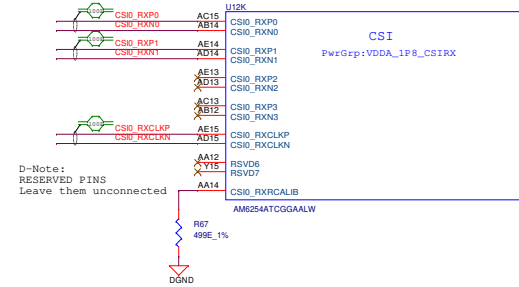 U12K
CSI0_RXP0 AC15 CSI0_RXP0
CSI0_RXN0 AB14 CSI0_RXN0
CSI
PwrGrp:VDDA_1P8_CSIRX
CSI0_RXP1 AE14 CSI0_RXP1
CSI0_RXN1 AD14 CSI0_RXN1
AE13 CSI0_RXP2
AD13 CSI0_RXN2
AC13 CSI0_RXP3
AB12 CSI0_RXN3
CSI0_RXCLKP AE15 CSI0_RXCLKP
CSI0_RXCLKN AD15 CSI0_RXCLKN
AA12 RSVD6
Y15 RSVD7
D-Note:
RESERVED PINS
Leave them unconnected
AA14 CSI0_RXRCALIB
AM6254ATCGGAALW
R67
499E_1%
DGND